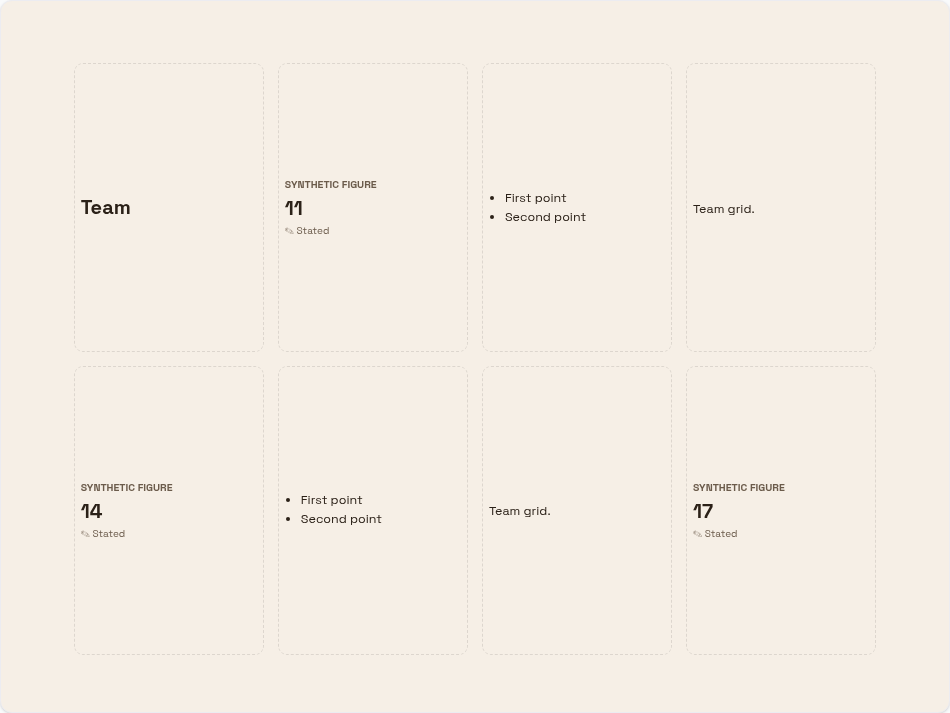 Team
SYNTHETIC FIGURE
11
✎ Stated
• First point
• Second point
Team grid.
SYNTHETIC FIGURE
14
✎ Stated
• First point
• Second point
Team grid.
SYNTHETIC FIGURE
17
✎ Stated